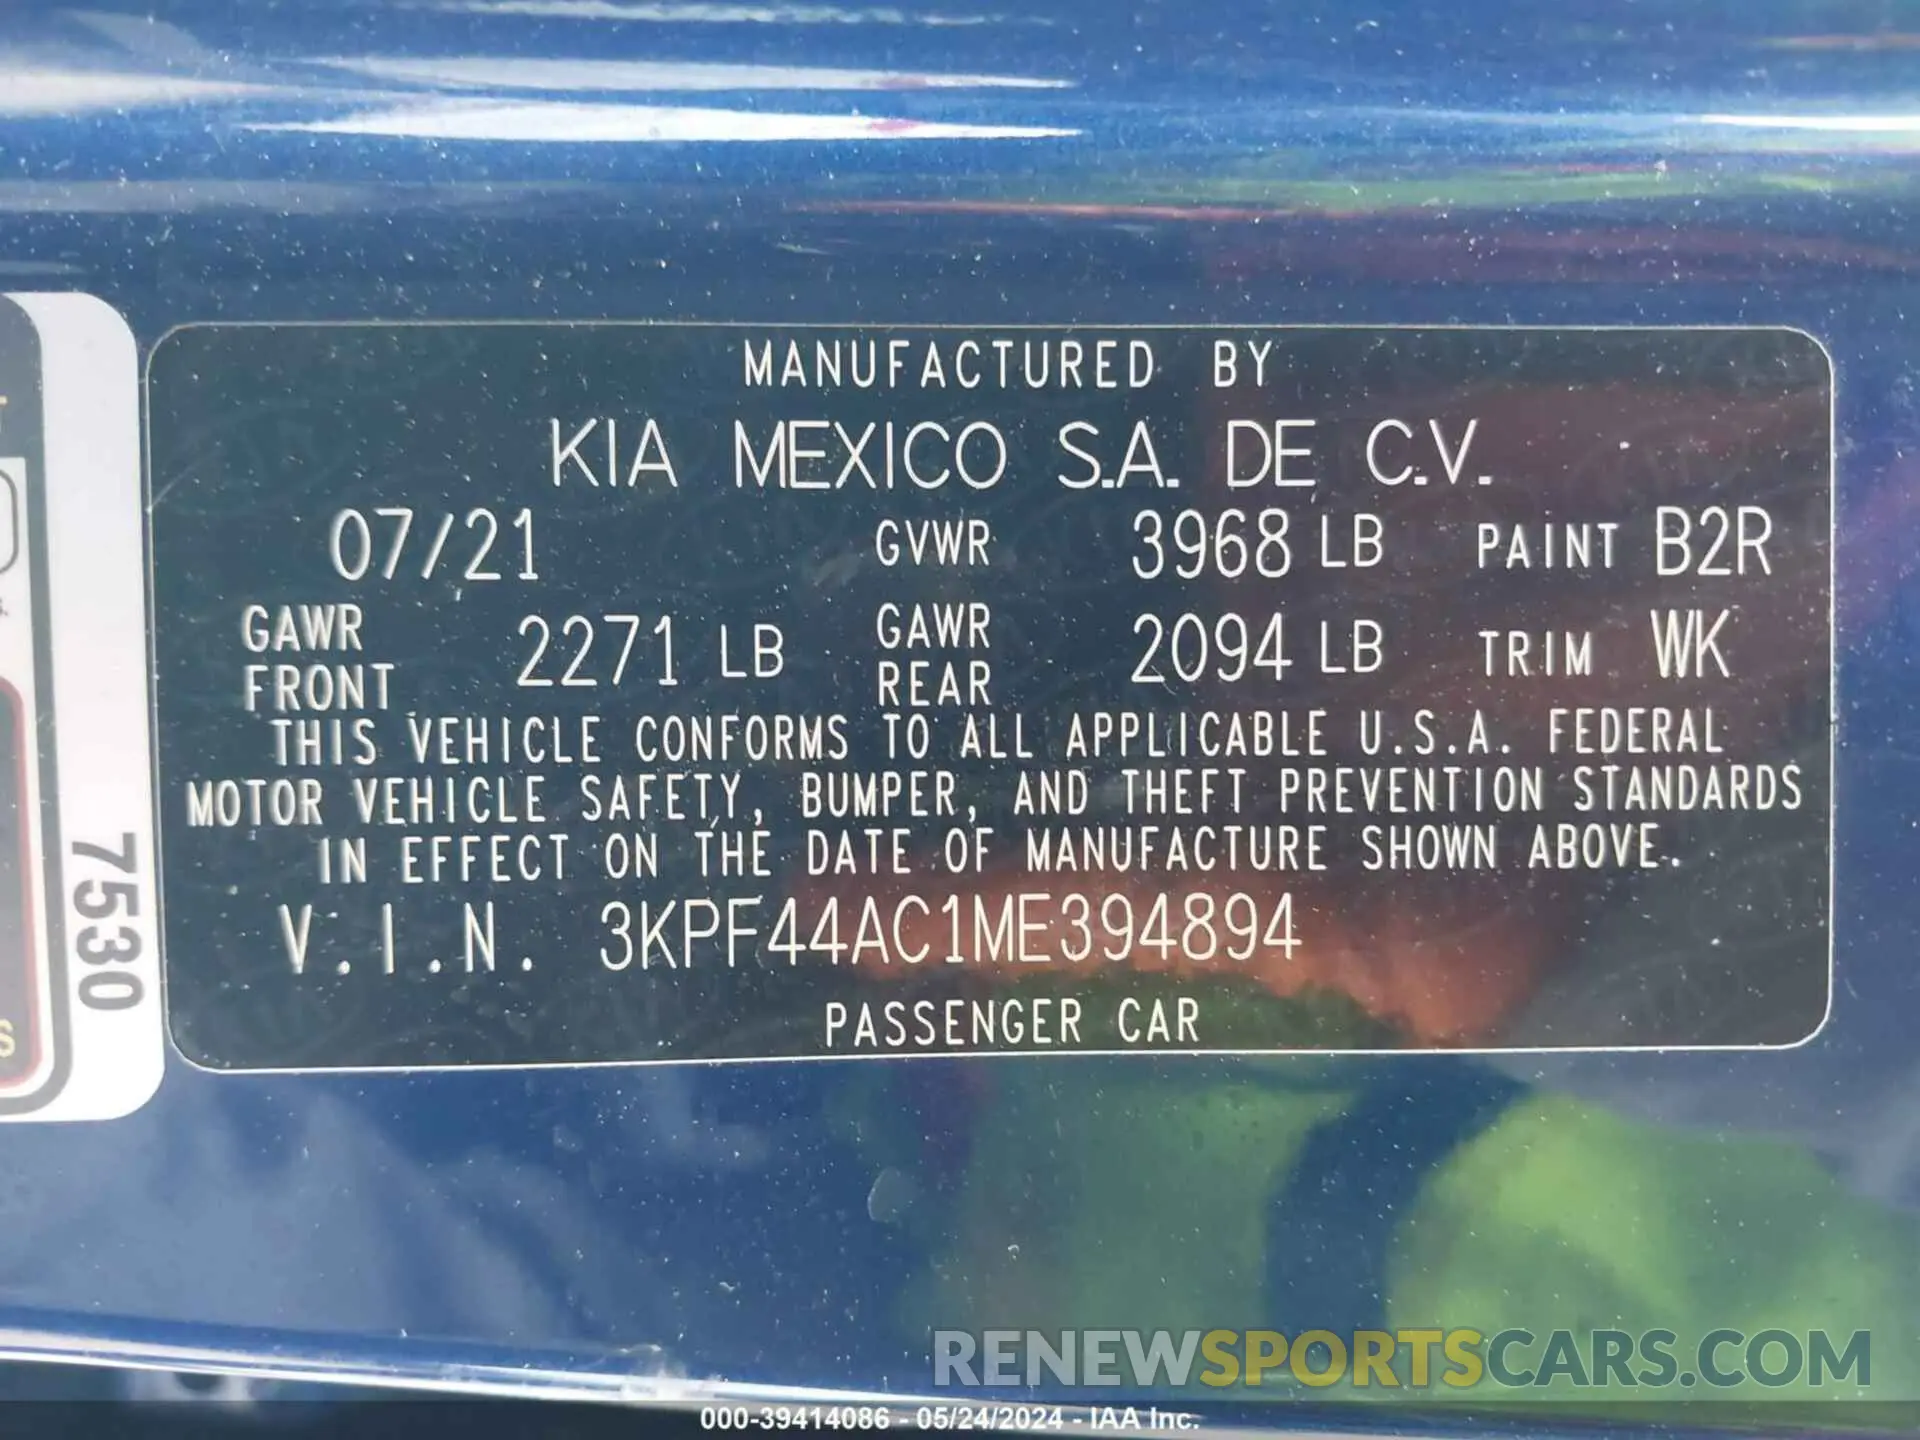 MANUFACTURED BY
KIA MEXICO S.A. DE C.V.
07/21 GVWR 3968 LB PAINT B2R
GAWR FRONT 2271 LB GAWR REAR 2094 LB TRIM WK
THIS VEHICLE CONFORMS TO ALL APPLICABLE U.S.A. FEDERAL
MOTOR VEHICLE SAFETY, BUMPER, AND THEFT PREVENTION STANDARDS
IN EFFECT ON THE DATE OF MANUFACTURE SHOWN ABOVE.
V.I.N. 3KPF44AC1ME394894
PASSENGER CAR
7530
RENEWSPORTSCARS.COM
000-39414086 - 05/24/2024 - IAA Inc.